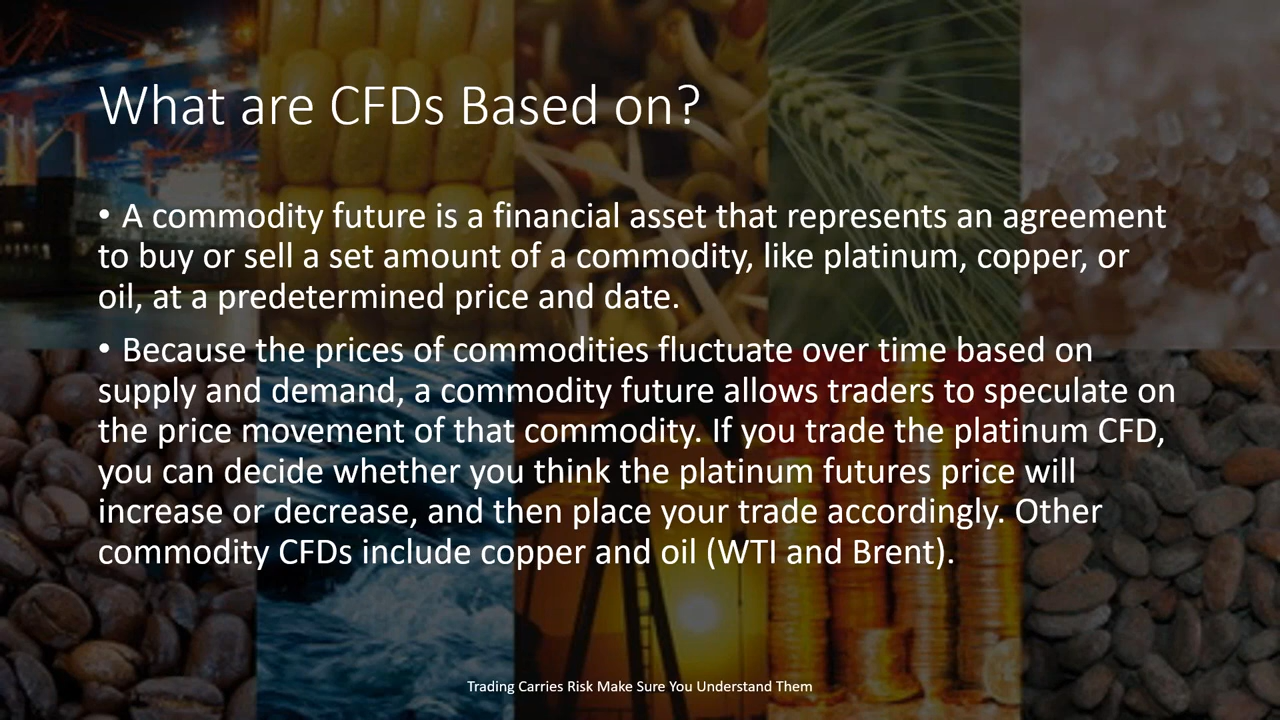 What are CFDs Based on?
• A commodity future is a financial asset that represents an agreement
to buy or sell a set amount of a commodity, like platinum, copper, or
oil, at a predetermined price and date.
• Because the prices of commodities fluctuate over time based on
supply and demand, a commodity future allows traders to speculate on
the price movement of that commodity. If you trade the platinum CFD,
you can decide whether you think the platinum futures price will
increase or decrease, and then place your trade accordingly. Other
commodity CFDs include copper and oil (WTI and Brent).
Trading Carries Risk Make Sure You Understand Them